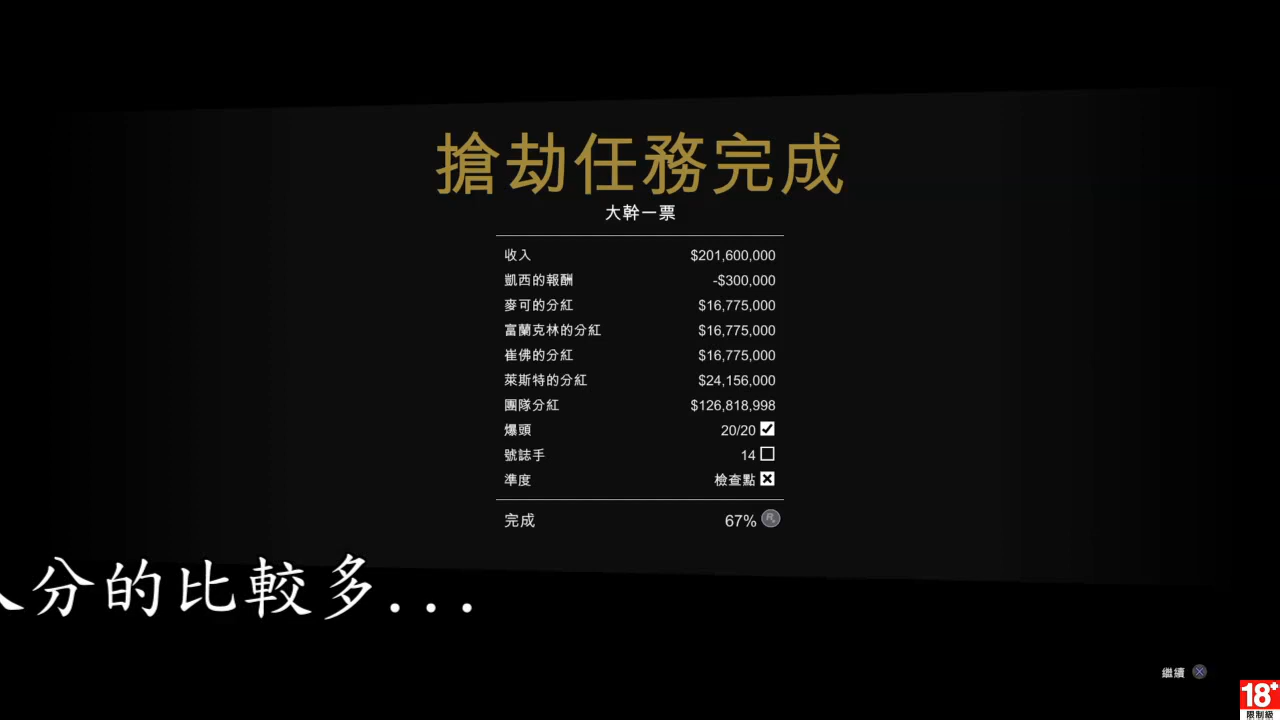 搶劫任務完成
大幹一票
收入 $201,600,000
凱西的報酬 -$300,000
麥可的分紅 $16,775,000
富蘭克林的分紅 $16,775,000
崔佛的分紅 $16,775,000
萊斯特的分紅 $24,156,000
團隊分紅 $126,818,998
爆頭 20/20
號誌手 14
準度 檢查點
完成 67%
分的比較多...
繼續
18+
限制級